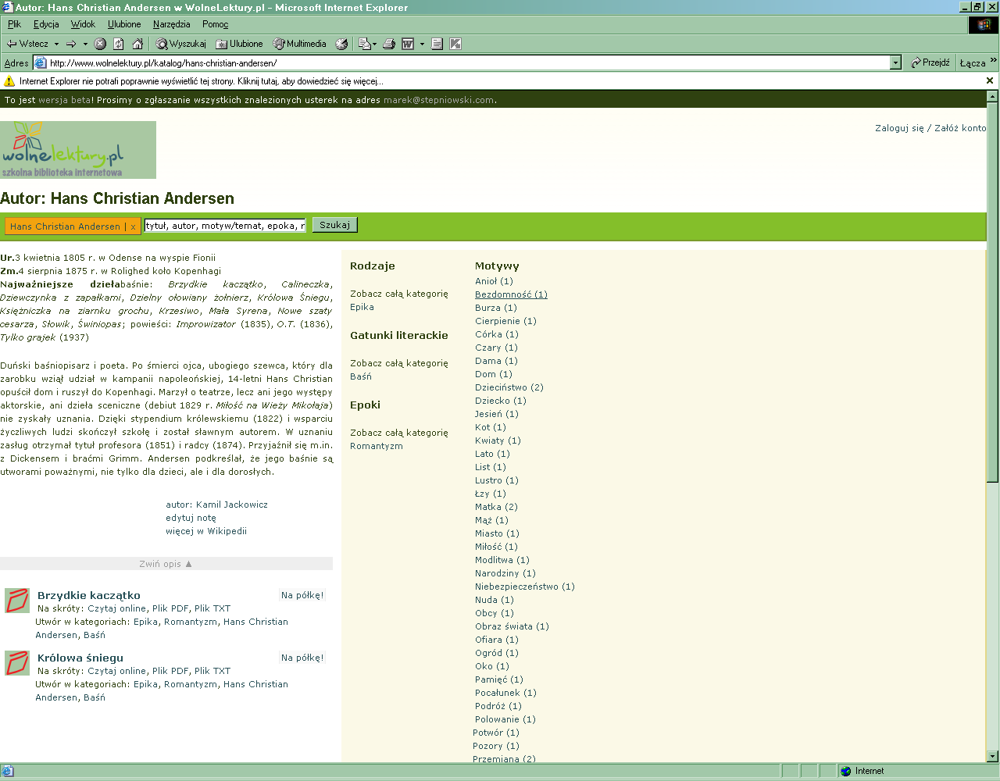 Autor: Hans Christian Andersen w WolneLektury.pl - Microsoft Internet Explorer
Plik Edycja Widok Ulubione Narzędzia Pomoc
Wstecz Wyszukaj Ulubione Multimedia
Adres http://www.wolnelektury.pl/katalog/hans-christian-andersen/ Przejdź Łącza »
Internet Explorer nie potrafi poprawnie wyświetlić tej strony. Kliknij tutaj, aby dowiedzieć się więcej...
To jest wersja beta! Prosimy o zgłaszanie wszystkich znalezionych usterek na adres marek@stepniowski.com.
Zaloguj się / Załóż konto
wolnelektury.pl
szkolna biblioteka internetowa
Autor: Hans Christian Andersen
Hans Christian Andersen | x tytuł, autor, motyw/temat, epoka, r Szukaj
Ur.3 kwietnia 1805 r. w Odense na wyspie Fionii
Zm.4 sierpnia 1875 r. w Rolighed koło Kopenhagi
Najważniejsze dziełabaśnie: Brzydkie kaczątko, Calineczka,
Dziewczynka z zapałkami, Dzielny ołowiany żołnierz, Królowa Śniegu,
Księżniczka na ziarnku grochu, Krzesiwo, Mała Syrena, Nowe szaty
cesarza, Słowik, Świniopas; powieści: Improwizator (1835), O.T. (1836),
Tylko grajek (1937)
Duński baśniopisarz i poeta. Po śmierci ojca, ubogiego szewca, który dla
zarobku wziął udział w kampanii napoleońskiej, 14-letni Hans Christian
opuścił dom i ruszył do Kopenhagi. Marzył o teatrze, lecz ani jego występy
aktorskie, ani dzieła sceniczne (debiut 1829 r. Miłość na Wieży Mikołaja)
nie zyskały uznania. Dzięki stypendium królewskiemu (1822) i wsparciu
życzliwych ludzi skończył szkołę i został sławnym autorem. W uznaniu
zasług otrzymał tytuł profesora (1851) i radcy (1874). Przyjaźnił się m.in.
z Dickensem i braćmi Grimm. Andersen podkreślał, że jego baśnie są
utworami poważnymi, nie tylko dla dzieci, ale i dla dorosłych.
autor: Kamil Jackowicz
edytuj notę
więcej w Wikipedii
Zwiń opis ▲
Brzydkie kaczątko Na półkę!
Na skróty: Czytaj online, Plik PDF, Plik TXT
Utwór w kategoriach: Epika, Romantyzm, Hans Christian
Andersen, Baśń
Królowa śniegu Na półkę!
Na skróty: Czytaj online, Plik PDF, Plik TXT
Utwór w kategoriach: Epika, Romantyzm, Hans Christian
Andersen, Baśń
Rodzaje
Zobacz całą kategorię
Epika
Gatunki literackie
Zobacz całą kategorię
Baśń
Epoki
Zobacz całą kategorię
Romantyzm
Motywy
Anioł (1)
Bezdomność (1)
Burza (1)
Cierpienie (1)
Córka (1)
Czary (1)
Dama (1)
Dom (1)
Dzieciństwo (2)
Dziecko (1)
Jesień (1)
Kot (1)
Kwiaty (1)
Lato (1)
List (1)
Lustro (1)
Łzy (1)
Matka (2)
Mąż (1)
Miasto (1)
Miłość (1)
Modlitwa (1)
Narodziny (1)
Niebezpieczeństwo (1)
Nuda (1)
Obcy (1)
Obraz świata (1)
Ofiara (1)
Ogród (1)
Oko (1)
Pamięć (1)
Pocałunek (1)
Podróż (1)
Polowanie (1)
Potwór (1)
Pozory (1)
Przemiana (2)
Internet